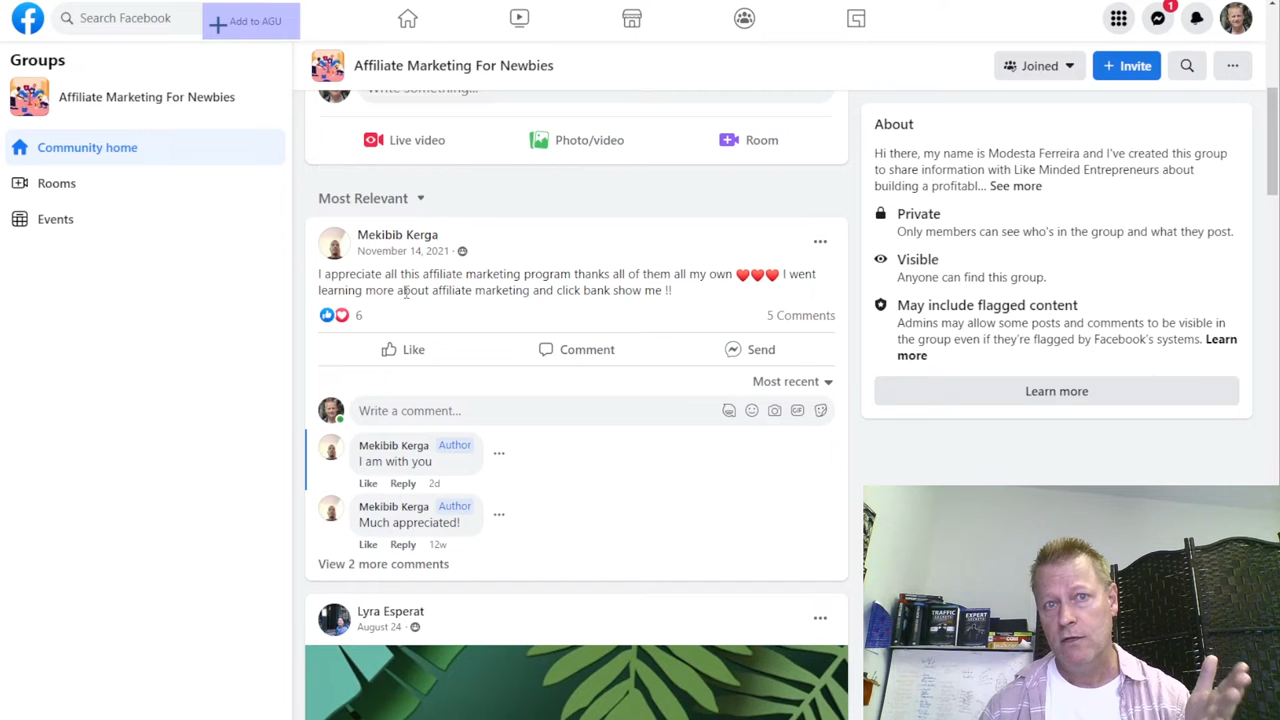 Search Facebook
+ Add to AGU
1
Groups
Affiliate Marketing For Newbies
Community home
Rooms
Events
Affiliate Marketing For Newbies
Joined
+ Invite
Write something...
Live video
Photo/video
Room
Most Relevant
Mekibib Kerga
November 14, 2021
I appreciate all this affiliate marketing program thanks all of them all my own ❤️❤️❤️ I went
learning more about affiliate marketing and click bank show me !!
6
5 Comments
Like
Comment
Send
Most recent
Write a comment...
GIF
Mekibib Kerga Author
I am with you
Like Reply 2d
Mekibib Kerga Author
Much appreciated!
Like Reply 12w
View 2 more comments
Lyra Esperat
August 24
About
Hi there, my name is Modesta Ferreira and I've created this group
to share information with Like Minded Entrepreneurs about
building a profitabl... See more
Private
Only members can see who's in the group and what they post.
Visible
Anyone can find this group.
May include flagged content
Admins may allow some posts and comments to be visible in
the group even if they're flagged by Facebook's systems. Learn
more
Learn more
TRAFFIC
SECRETS
EXPERT
SECRETS